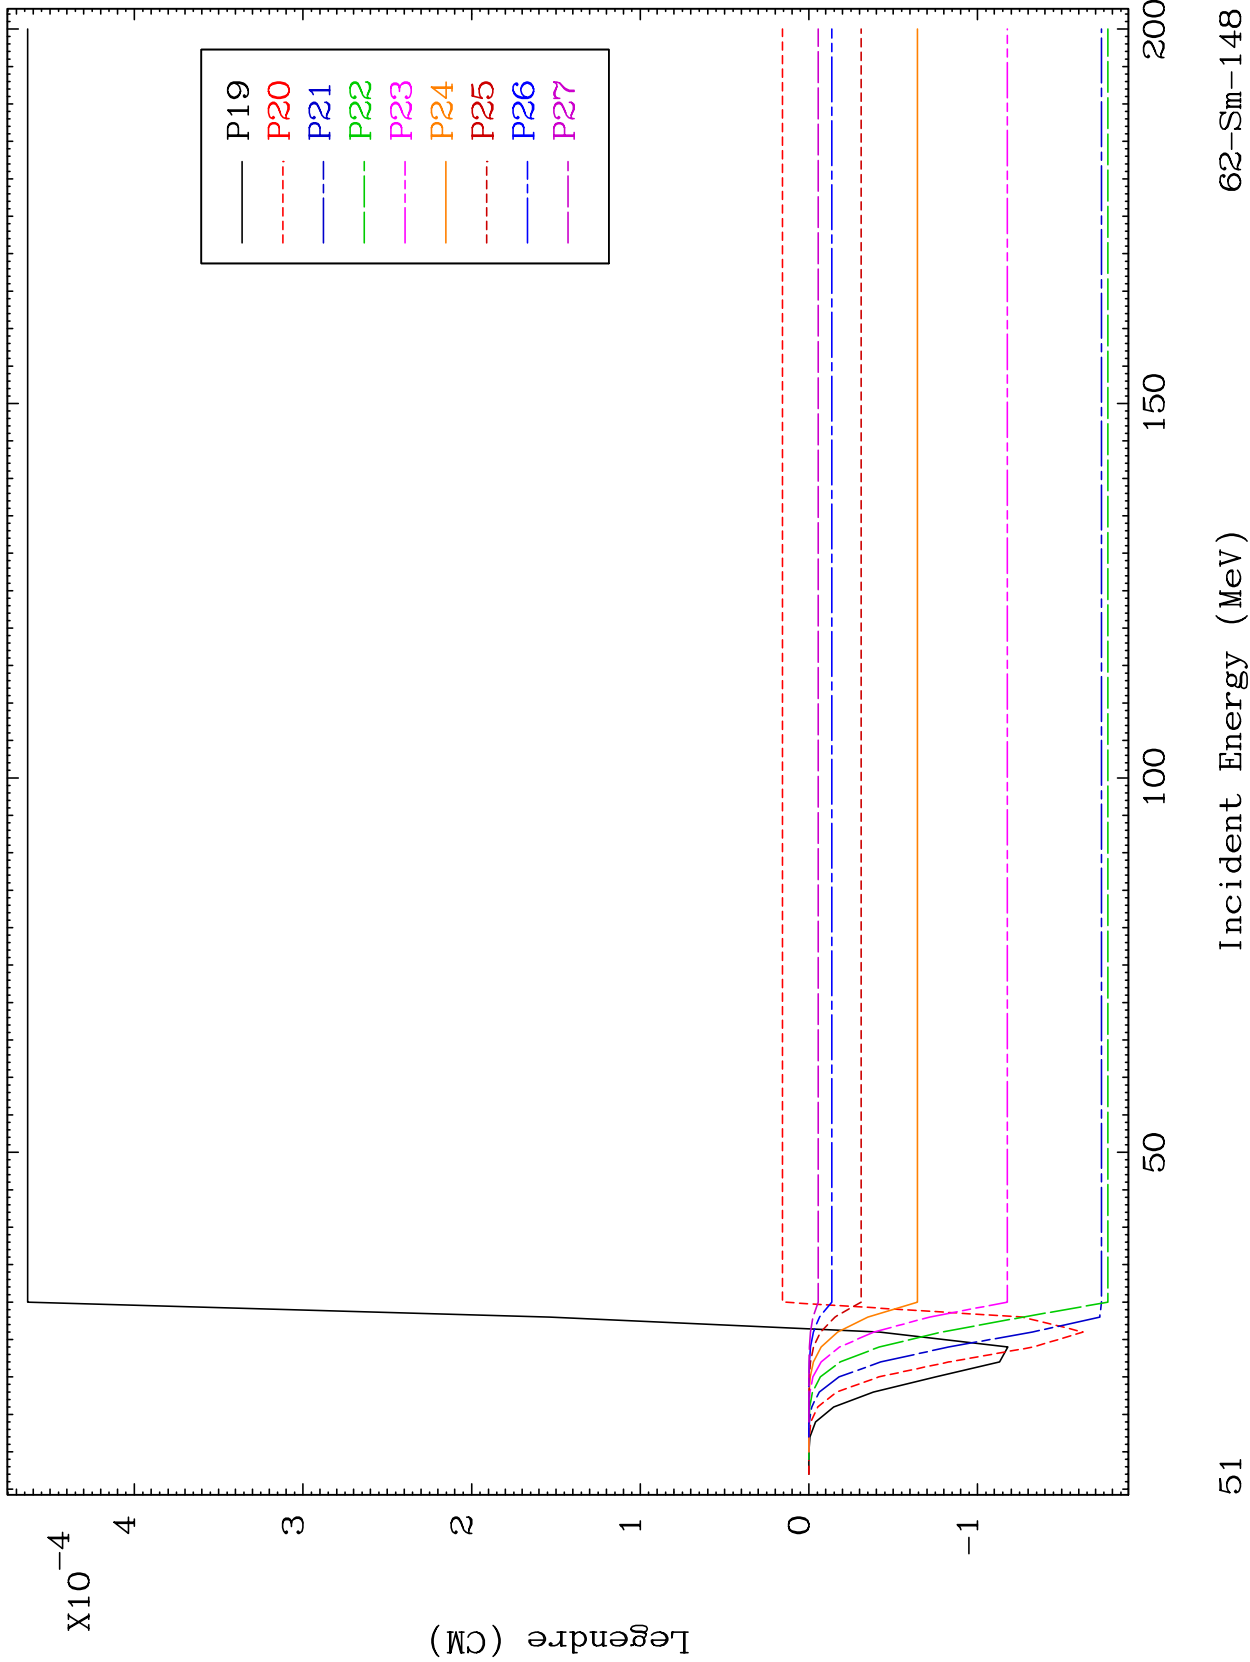 X10-4
4
3
2
1
0
-1
Legendre (CM)
P19
P20
P21
P22
P23
P24
P25
P26
P27
50
100
150
200
51
Incident Energy (MeV)
62-Sm-148